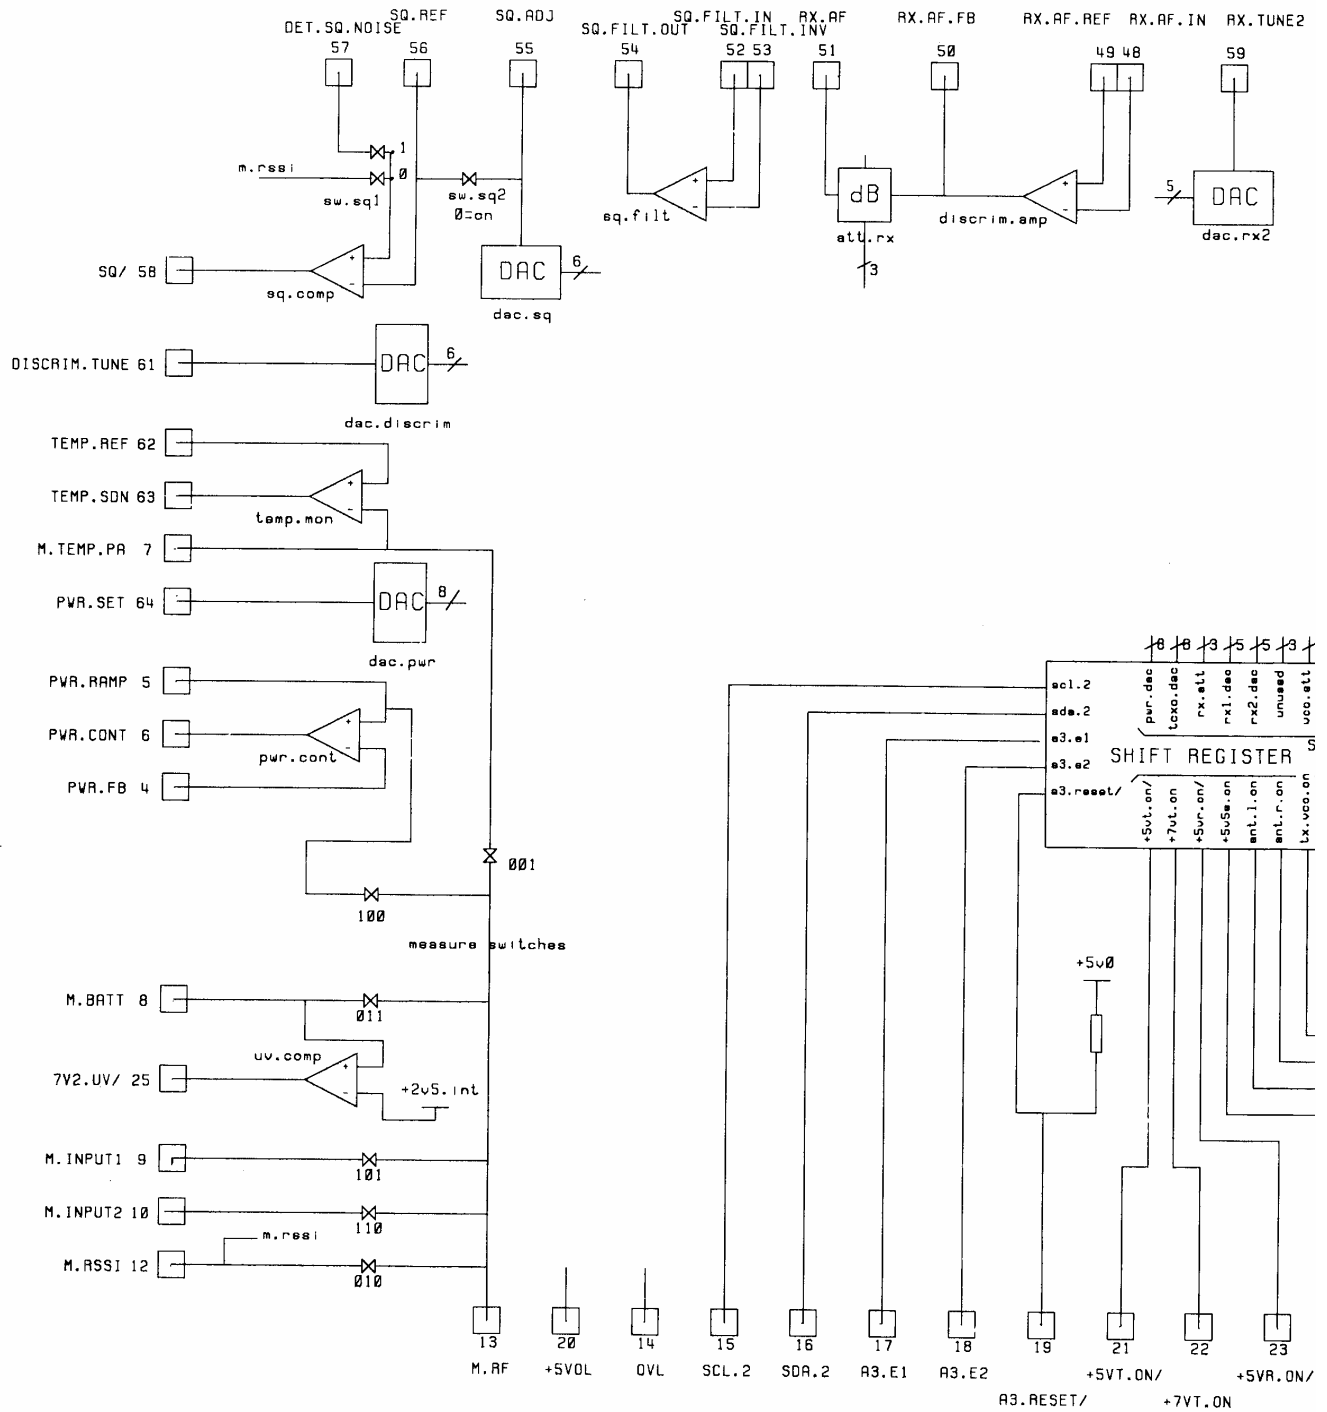 SQ.REF SQ.ADJ SQ.FILT.IN RX.AF RX.AF.FB RX.AF.REF RX.AF.IN RX.TUNE2
DET.SQ.NOISE SQ.FILT.OUT SQ.FILT.INV
57 56 55 54 52 53 51 50 49 48 59
1
m.rssi 0
sw.sq1 sw.sq2
0=on
+ - sq.filt
dB
att.rx
3
+ - discrim.amp
5 DAC
dac.rx2
SQ/ 58
+ - sq.comp
DAC 6
dac.sq
DISCRIM.TUNE 61 DAC 6
dac.discrim
TEMP.REF 62
TEMP.SDN 63 + -
temp.mon
M.TEMP.PA 7
PWR.SET 64 DAC 8
dac.pwr
PWR.RAMP 5
PWR.CONT 6 + -
pwr.cont
PWR.FB 4
001
100
measure switches
M.BATT 8
011
uv.comp
7V2.UV/ 25 + - +2v5.int
M.INPUT1 9
101
M.INPUT2 10
110
m.rssi
M.RSSI 12
010
8 8 3 5 5 3
pwr.dac tcxo.dac rx.att rx1.dac rx2.dac unused vco.att
scl.2
sda.2
a3.e1
a3.e2
a3.reset/
SHIFT REGISTER S
+5vt.on/ +7vt.on +5vr.on/ +5v5a.on ant.l.on ant.r.on tx.vco.on
+5v0
13 20 14 15 16 17 18 19 21 22 23
M.RF +5VOL OVL SCL.2 SDA.2 A3.E1 A3.E2 +5VT.ON/ +5VR.ON/
A3.RESET/ +7VT.ON